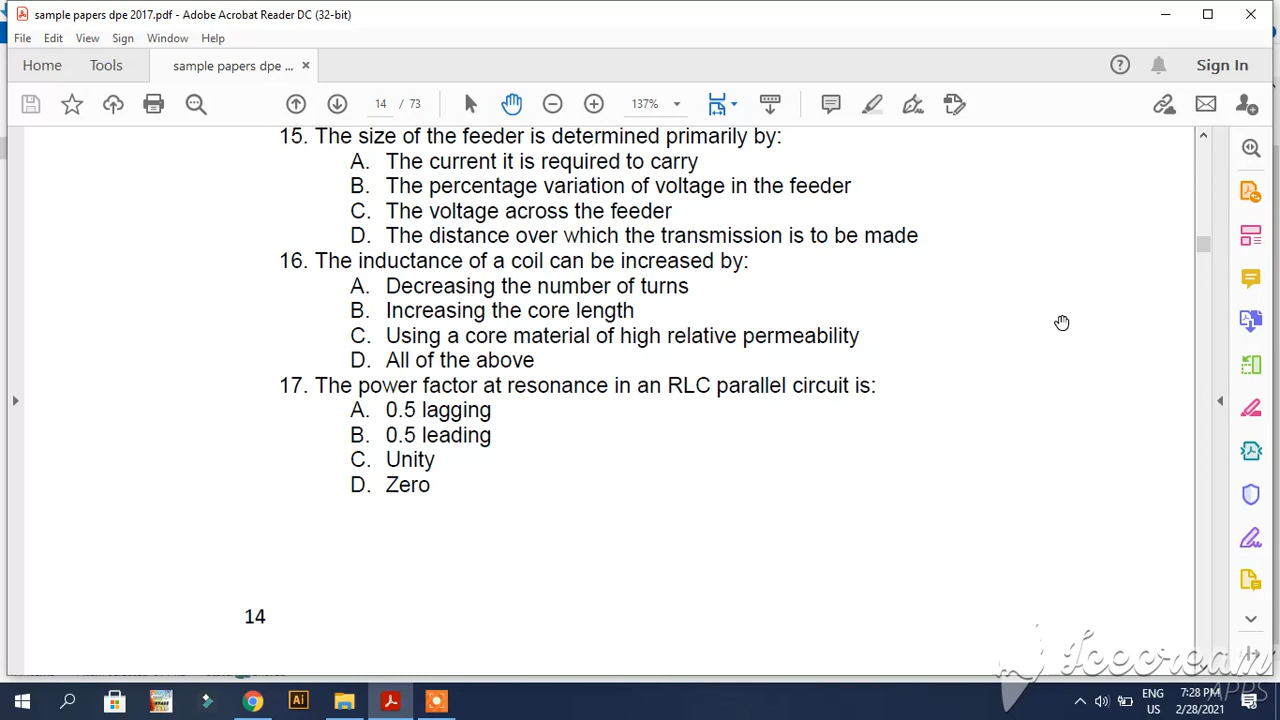 sample papers dpe 2017.pdf - Adobe Acrobat Reader DC (32-bit)
File Edit View Sign Window Help
Home Tools sample papers dpe ... × Sign In
14 / 73 137%
15. The size of the feeder is determined primarily by:
A. The current it is required to carry
B. The percentage variation of voltage in the feeder
C. The voltage across the feeder
D. The distance over which the transmission is to be made
16. The inductance of a coil can be increased by:
A. Decreasing the number of turns
B. Increasing the core length
C. Using a core material of high relative permeability
D. All of the above
17. The power factor at resonance in an RLC parallel circuit is:
A. 0.5 lagging
B. 0.5 leading
C. Unity
D. Zero
14
Icecream
APPS
ENG 7:28 PM
US 2/28/2021